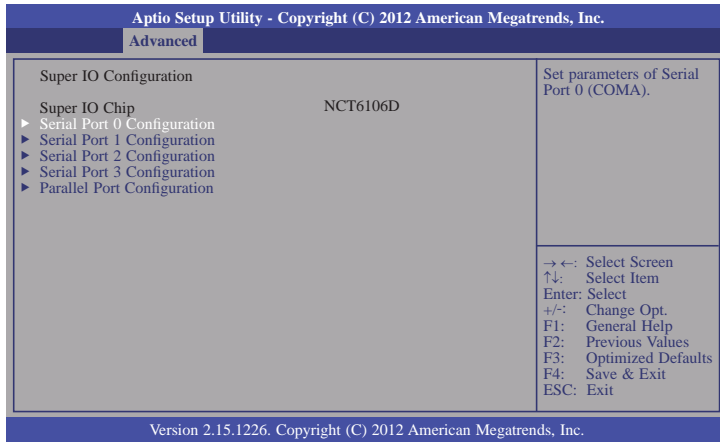 Aptio Setup Utility - Copyright (C) 2012 American Megatrends, Inc.
Advanced
Super IO Configuration
Super IO Chip NCT6106D
▶ Serial Port 0 Configuration
▶ Serial Port 1 Configuration
▶ Serial Port 2 Configuration
▶ Serial Port 3 Configuration
▶ Parallel Port Configuration
Set parameters of Serial
Port 0 (COMA).
→ ←: Select Screen
↑↓: Select Item
Enter: Select
+/-: Change Opt.
F1: General Help
F2: Previous Values
F3: Optimized Defaults
F4: Save & Exit
ESC: Exit
Version 2.15.1226. Copyright (C) 2012 American Megatrends, Inc.